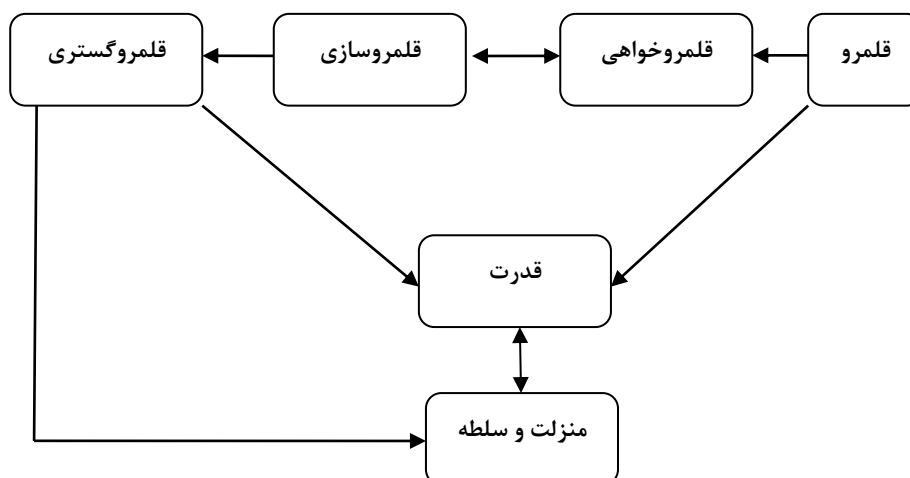 قلمرو
قلمروخواهی
قلمروسازی
قلمروگستری
قدرت
منزلت و سلطه